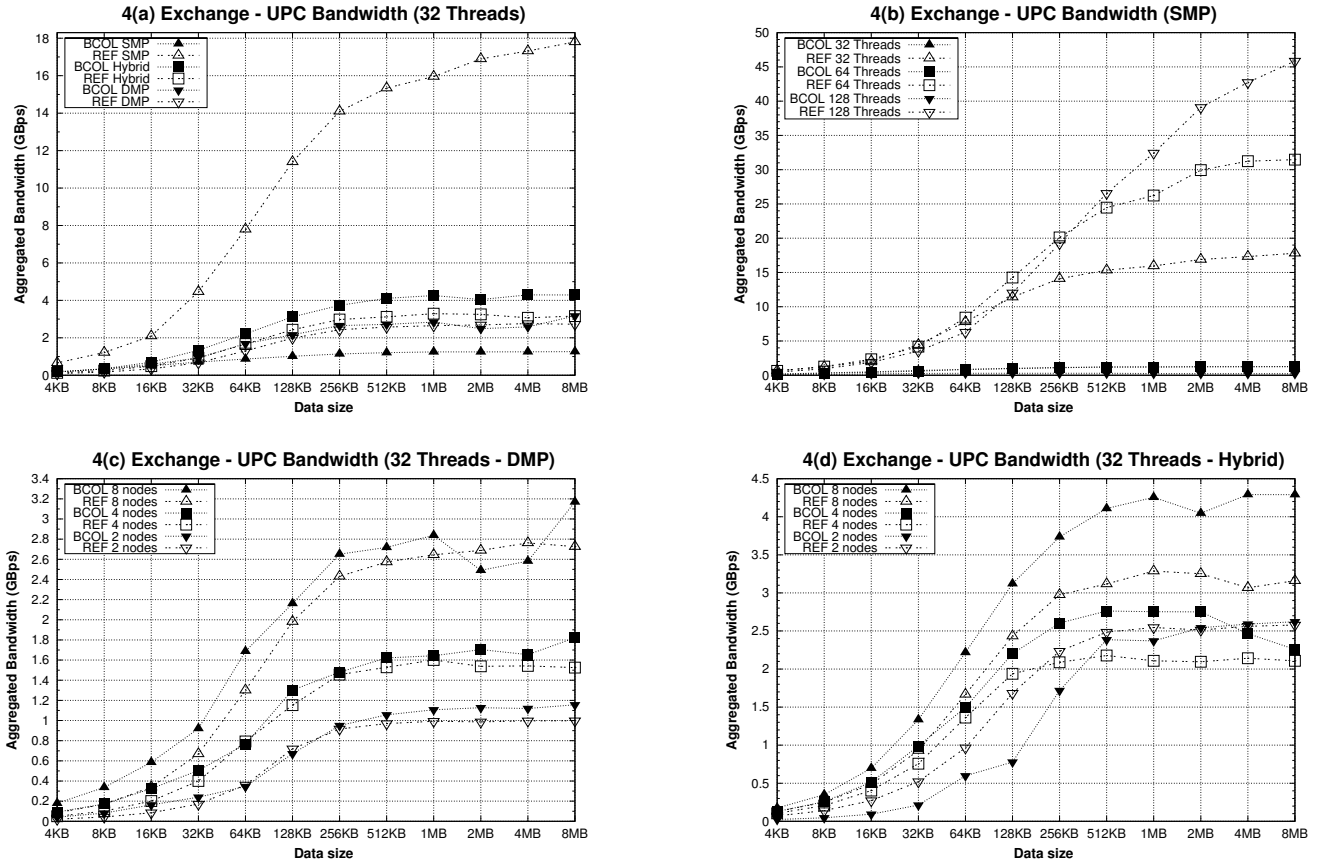 4(a) Exchange - UPC Bandwidth (32 Threads)
Aggregated Bandwidth (GBps)
18
16
14
12
10
8
6
4
2
0
BCOL SMP
REF SMP
BCOL Hybrid
REF Hybrid
BCOL DMP
REF DMP
4KB 8KB 16KB 32KB 64KB 128KB 256KB 512KB 1MB 2MB 4MB 8MB
Data size
4(b) Exchange - UPC Bandwidth (SMP)
Aggregated Bandwidth (GBps)
50
45
40
35
30
25
20
15
10
5
0
BCOL 32 Threads
REF 32 Threads
BCOL 64 Threads
REF 64 Threads
BCOL 128 Threads
REF 128 Threads
4KB 8KB 16KB 32KB 64KB 128KB 256KB 512KB 1MB 2MB 4MB 8MB
Data size
4(c) Exchange - UPC Bandwidth (32 Threads - DMP)
Aggregated Bandwidth (GBps)
3.4
3.2
3
2.8
2.6
2.4
2.2
2
1.8
1.6
1.4
1.2
1
0.8
0.6
0.4
0.2
0
BCOL 8 nodes
REF 8 nodes
BCOL 4 nodes
REF 4 nodes
BCOL 2 nodes
REF 2 nodes
4KB 8KB 16KB 32KB 64KB 128KB 256KB 512KB 1MB 2MB 4MB 8MB
Data size
4(d) Exchange - UPC Bandwidth (32 Threads - Hybrid)
Aggregated Bandwidth (GBps)
4.5
4
3.5
3
2.5
2
1.5
1
0.5
0
BCOL 8 nodes
REF 8 nodes
BCOL 4 nodes
REF 4 nodes
BCOL 2 nodes
REF 2 nodes
4KB 8KB 16KB 32KB 64KB 128KB 256KB 512KB 1MB 2MB 4MB 8MB
Data size